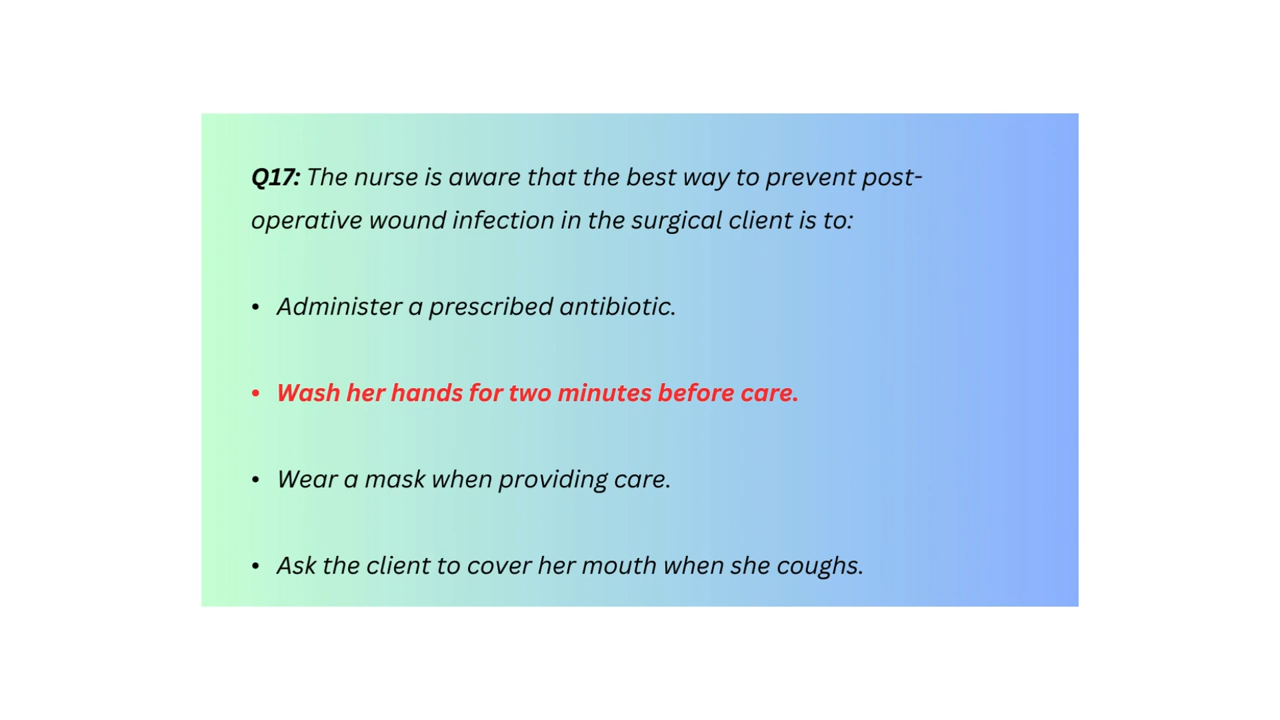 Q17: The nurse is aware that the best way to prevent post-
operative wound infection in the surgical client is to:
• Administer a prescribed antibiotic.
• Wash her hands for two minutes before care.
• Wear a mask when providing care.
• Ask the client to cover her mouth when she coughs.